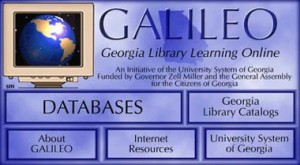 GALILEO
Georgia Library Learning Online
An Initiative of the University System of Georgia
Funded by Governor Zell Miller and the General Assembly
for the Citizens of Georgia
DATABASES
Georgia
Library Catalogs
About
GALILEO
Internet
Resources
University System
of Georgia